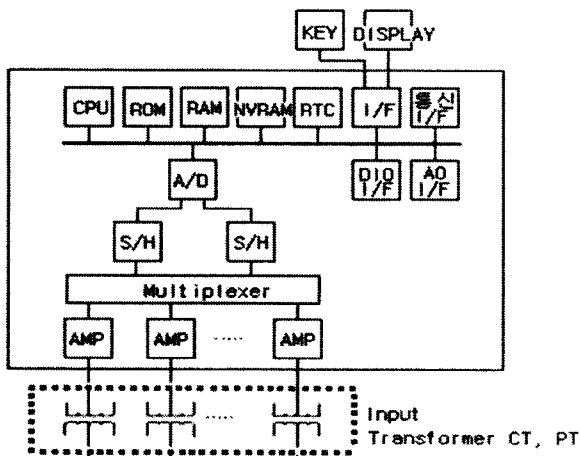 KEY DISPLAY
CPU ROM RAM NVRAM RTC I/F 통신 I/F
A/D DIO I/F AO I/F
S/H S/H
Multiplexer
AMP AMP ····· AMP
····· Input
Transformer CT, PT